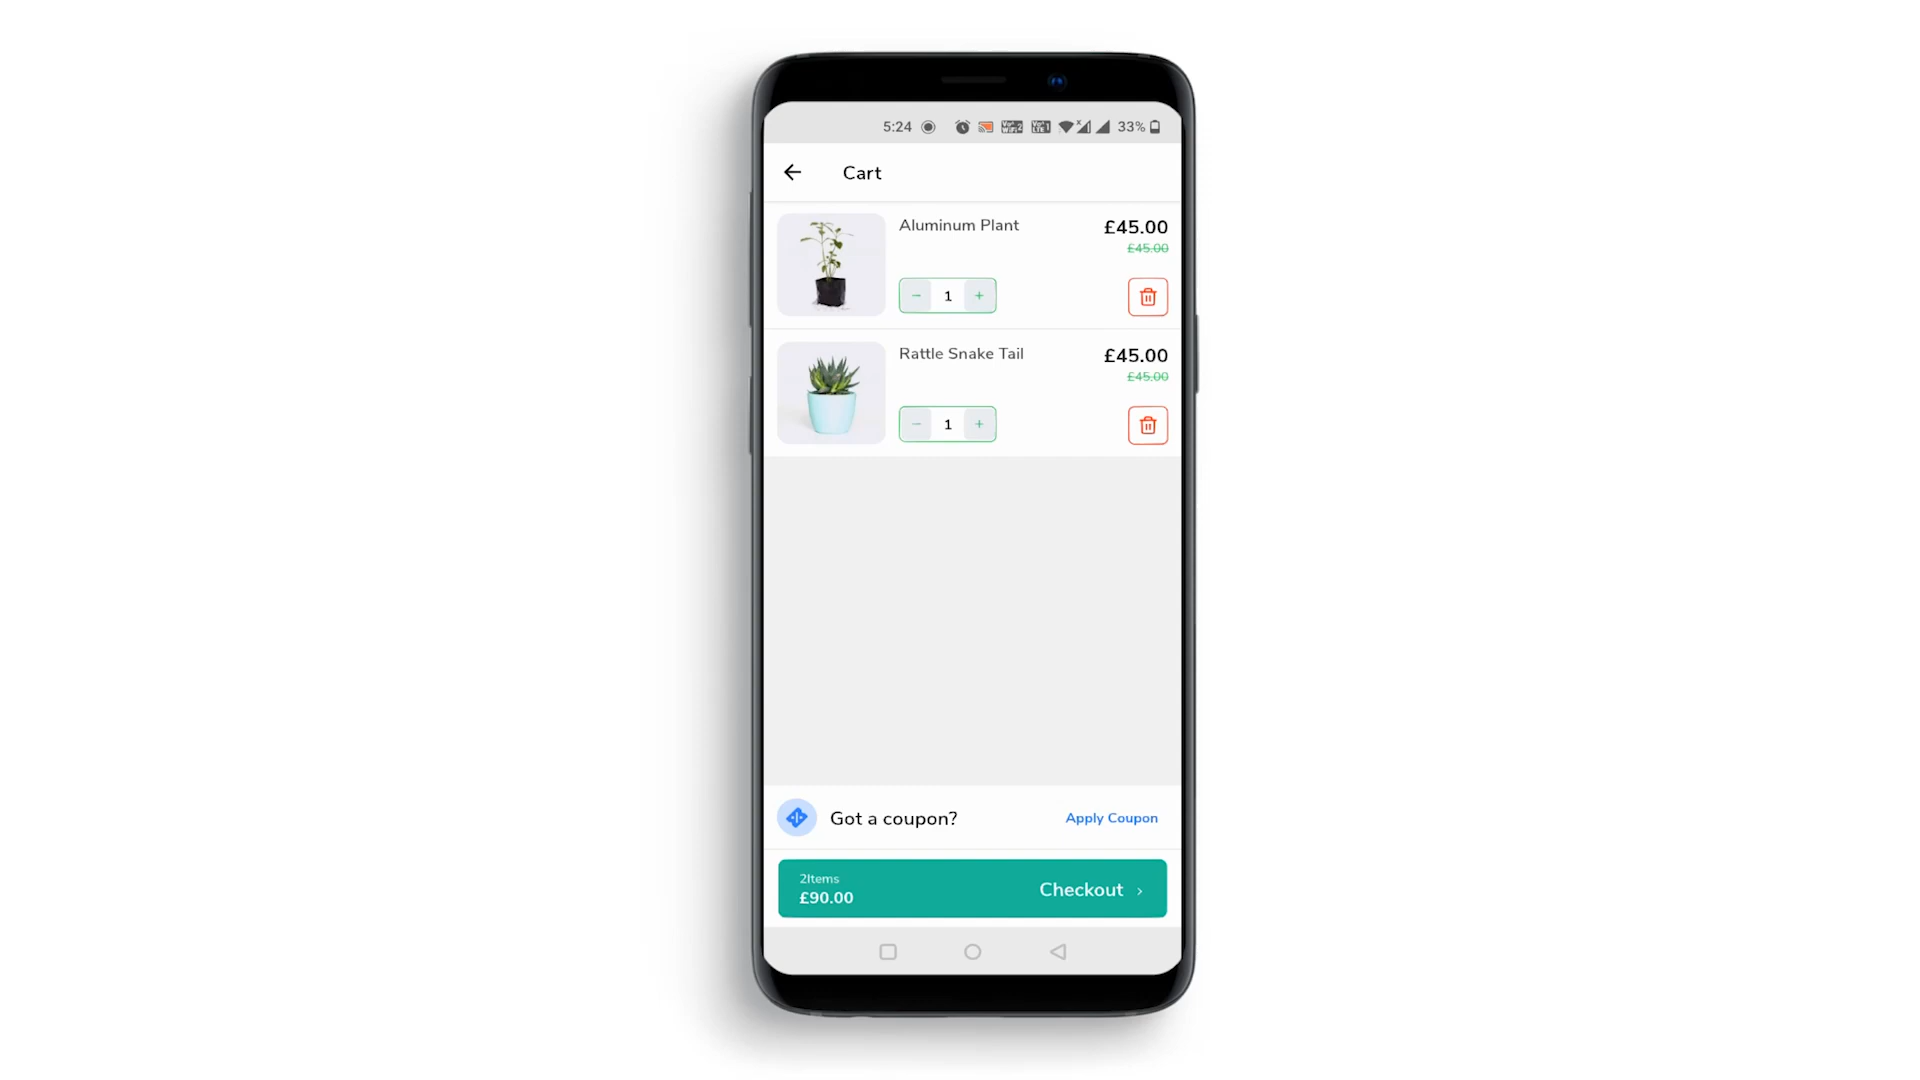 5:24 33%
Cart
Aluminum Plant £45.00
£45.00
− 1 +
Rattle Snake Tail £45.00
£45.00
− 1 +
Got a coupon? Apply Coupon
2Items
£90.00
Checkout ›